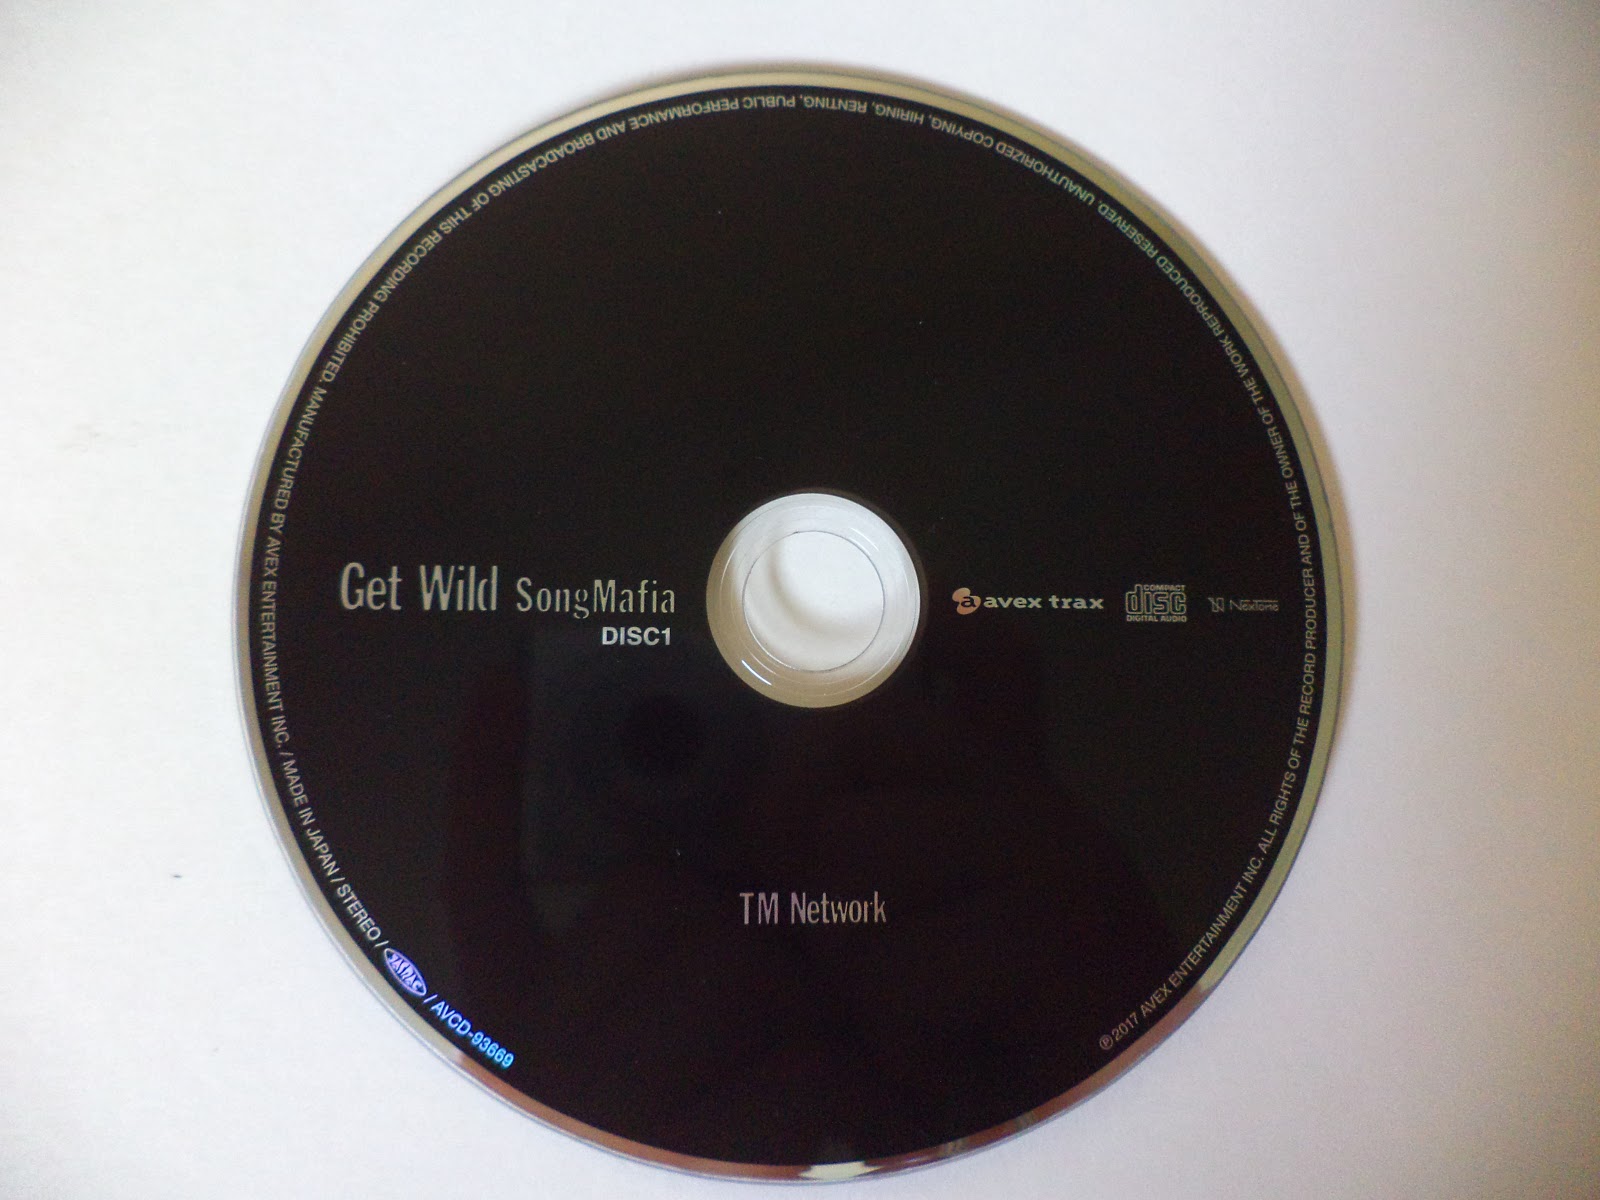 Get Wild SongMafia
DISC1
avex trax
COMPACT
disc
DIGITAL AUDIO
NexTone
TM Network
℗2017 AVEX ENTERTAINMENT INC. ALL RIGHTS OF THE RECORD PRODUCER AND OF THE OWNER OF THE WORK REPRODUCED RESERVED. UNAUTHORIZED COPYING, HIRING, RENTING, PUBLIC PERFORMANCE AND BROADCASTING OF THIS RECORDING PROHIBITED. MANUFACTURED BY AVEX ENTERTAINMENT INC. / MADE IN JAPAN / STEREO / JASRAC / AVCD-93669